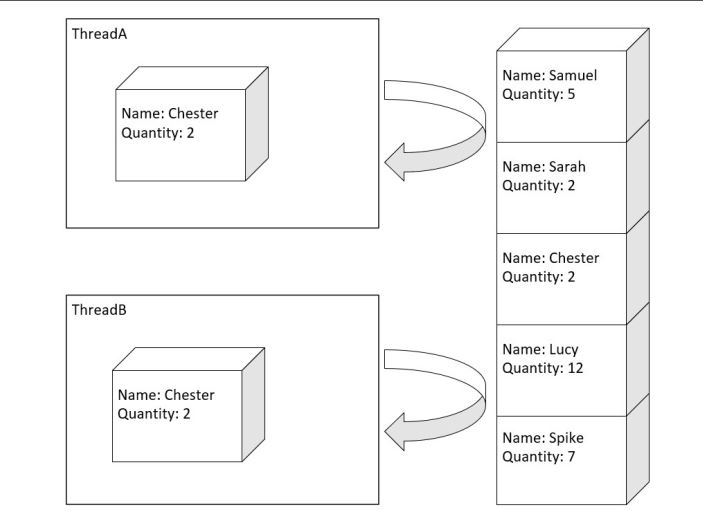 ThreadA
Name: Chester
Quantity: 2
ThreadB
Name: Chester
Quantity: 2
Name: Samuel
Quantity: 5
Name: Sarah
Quantity: 2
Name: Chester
Quantity: 2
Name: Lucy
Quantity: 12
Name: Spike
Quantity: 7